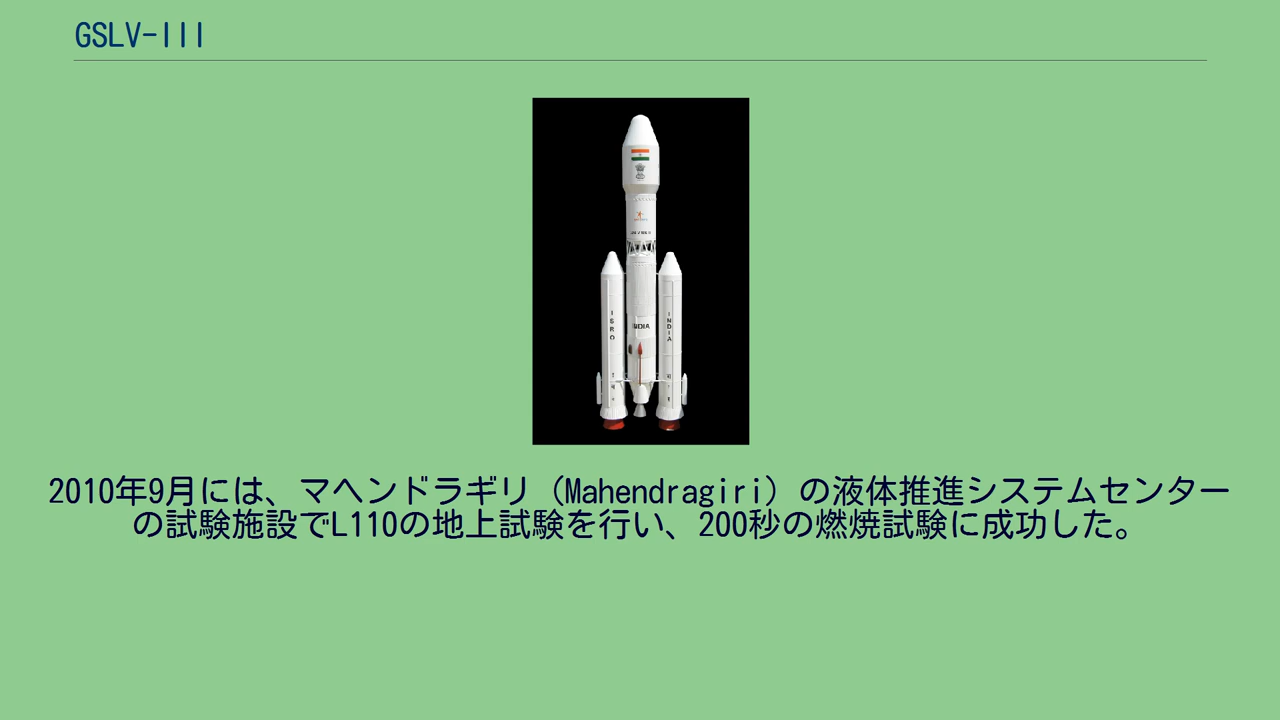 GSLV-III
ISRO
INDIA
INDIA
2010年9月には、マヘンドラギリ（Mahendragiri）の液体推進システムセンター
の試験施設でL110の地上試験を行い、200秒の燃焼試験に成功した。